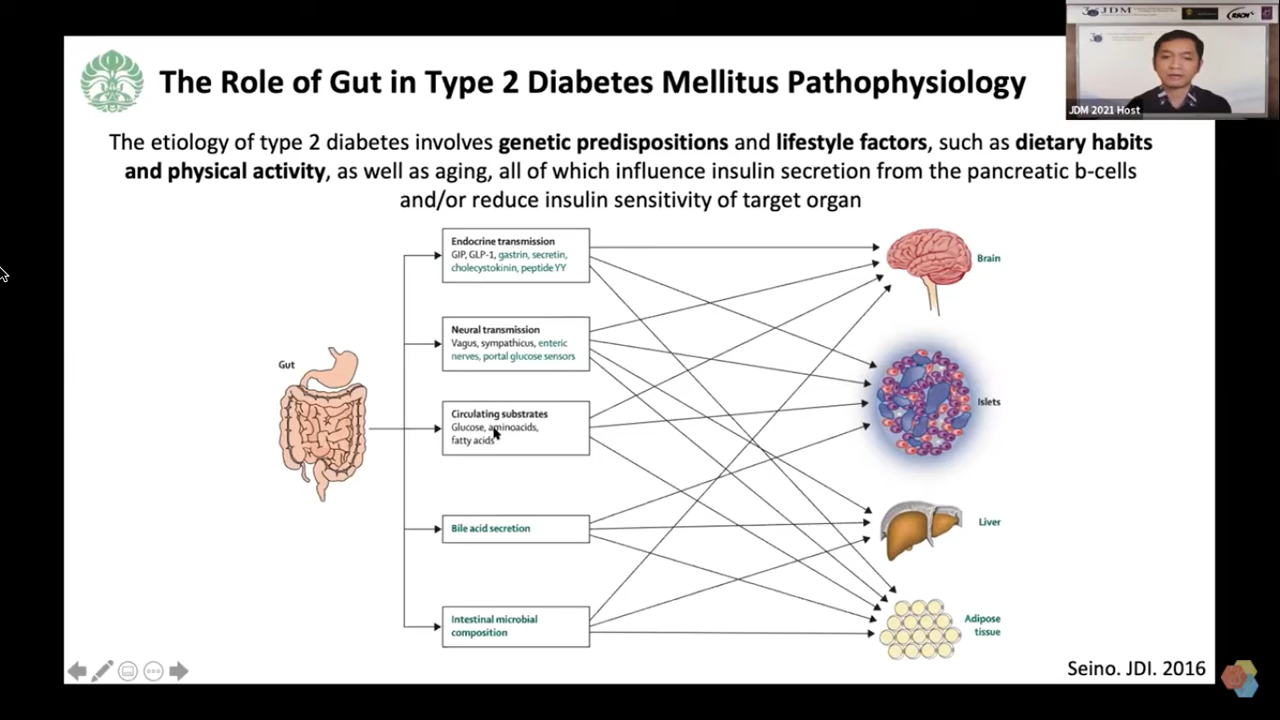 The Role of Gut in Type 2 Diabetes Mellitus Pathophysiology
JDM
RSCM
JDM 2021 Host
The etiology of type 2 diabetes involves genetic predispositions and lifestyle factors, such as dietary habits
and physical activity, as well as aging, all of which influence insulin secretion from the pancreatic b-cells
and/or reduce insulin sensitivity of target organ
Gut
Endocrine transmission
GIP, GLP-1, gastrin, secretin,
cholecystokinin, peptide YY
Neural transmission
Vagus, sympathicus, enteric
nerves, portal glucose sensors
Circulating substrates
Glucose, aminoacids,
fatty acids
Bile acid secretion
Intestinal microbial
composition
Brain
Islets
Liver
Adipose
tissue
Seino. JDI. 2016